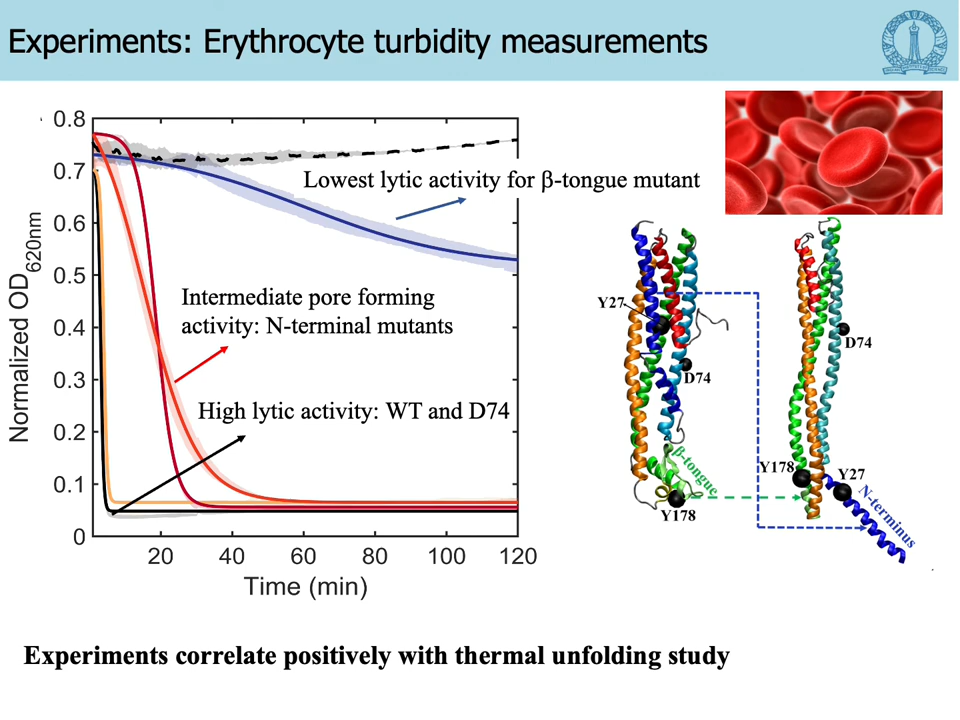 Experiments: Erythrocyte turbidity measurements
0.8
0.7
0.6
0.5
0.4
0.3
0.2
0.1
0
Normalized OD620nm
Lowest lytic activity for β-tongue mutant
Intermediate pore forming
activity: N-terminal mutants
High lytic activity: WT and D74
20 40 60 80 100 120
Time (min)
Y27
D74
β-tongue
Y178
D74
Y178
Y27
N-terminus
Experiments correlate positively with thermal unfolding study